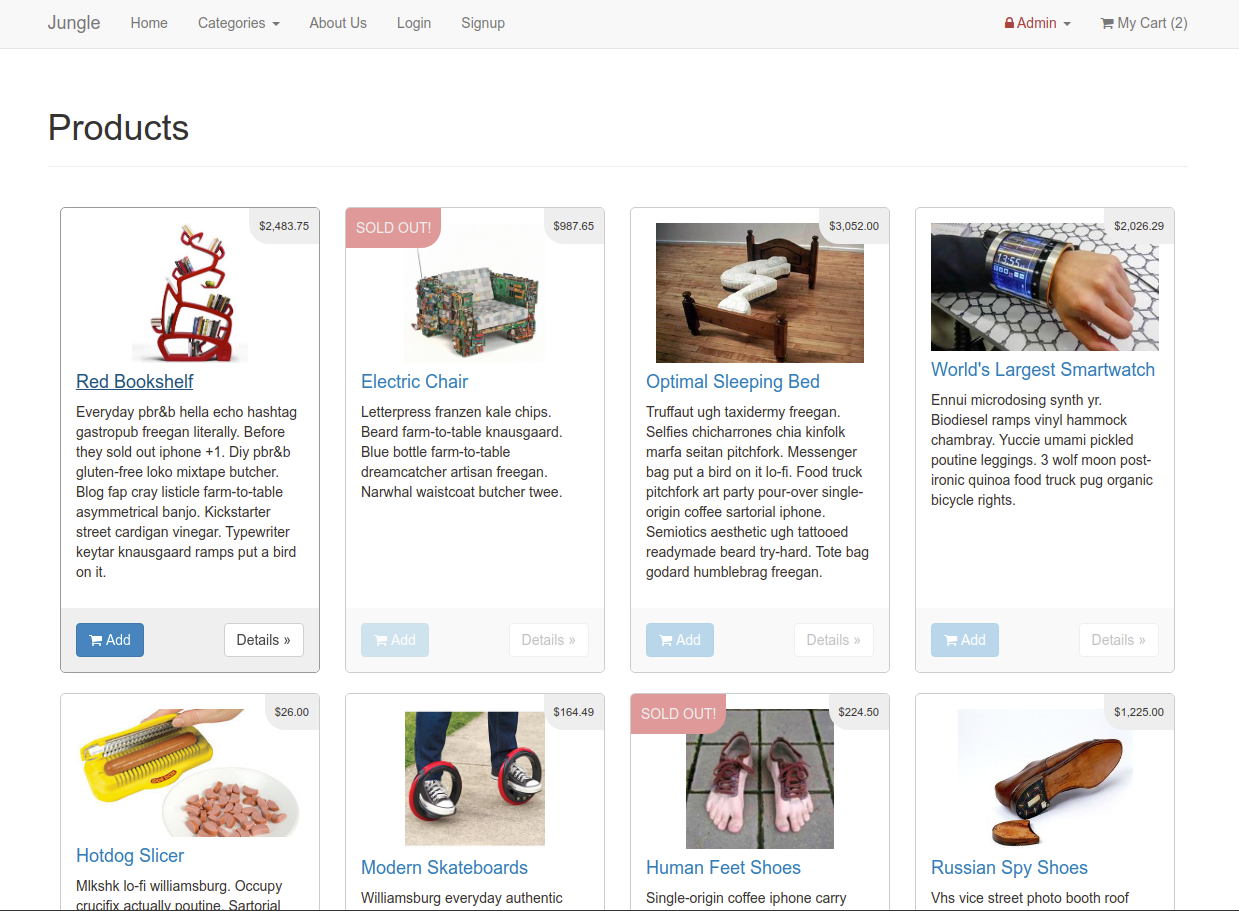 Jungle Home Categories About Us Login Signup Admin My Cart (2)
Products
$2,483.75
Red Bookshelf
Everyday pbr&b hella echo hashtag
gastropub freegan literally. Before
they sold out iphone +1. Diy pbr&b
gluten-free loko mixtape butcher.
Blog fap cray listicle farm-to-table
asymmetrical banjo. Kickstarter
street cardigan vinegar. Typewriter
keytar knausgaard ramps put a bird
on it.
Add Details »
SOLD OUT! $987.65
Electric Chair
Letterpress franzen kale chips.
Beard farm-to-table knausgaard.
Blue bottle farm-to-table
dreamcatcher artisan freegan.
Narwhal waistcoat butcher twee.
Add Details »
$3,052.00
Optimal Sleeping Bed
Truffaut ugh taxidermy freegan.
Selfies chicharrones chia kinfolk
marfa seitan pitchfork. Messenger
bag put a bird on it lo-fi. Food truck
pitchfork art party pour-over single-
origin coffee sartorial iphone.
Semiotics aesthetic ugh tattooed
readymade beard try-hard. Tote bag
godard humblebrag freegan.
Add Details »
$2,026.29
13:55
World's Largest Smartwatch
Ennui microdosing synth yr.
Biodiesel ramps vinyl hammock
chambray. Yuccie umami pickled
poutine leggings. 3 wolf moon post-
ironic quinoa food truck pug organic
bicycle rights.
Add Details »
$26.00
Hotdog Slicer
Mlkshk lo-fi williamsburg. Occupy
crucifix actually poutine. Sartorial
$164.49
Modern Skateboards
Williamsburg everyday authentic
SOLD OUT! $224.50
Human Feet Shoes
Single-origin coffee iphone carry
$1,225.00
Russian Spy Shoes
Vhs vice street photo booth roof